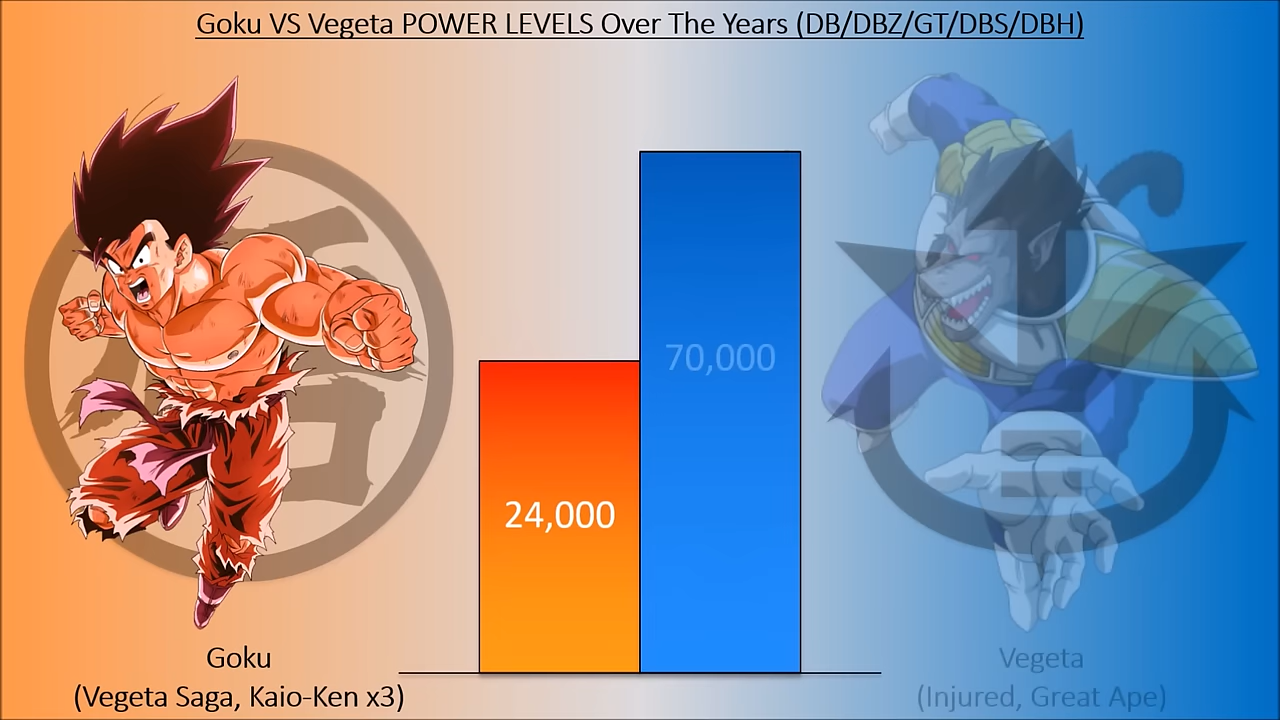 Goku VS Vegeta POWER LEVELS Over The Years (DB/DBZ/GT/DBS/DBH)
70,000
24,000
Goku
(Vegeta Saga, Kaio-Ken x3)
Vegeta
(Injured, Great Ape)